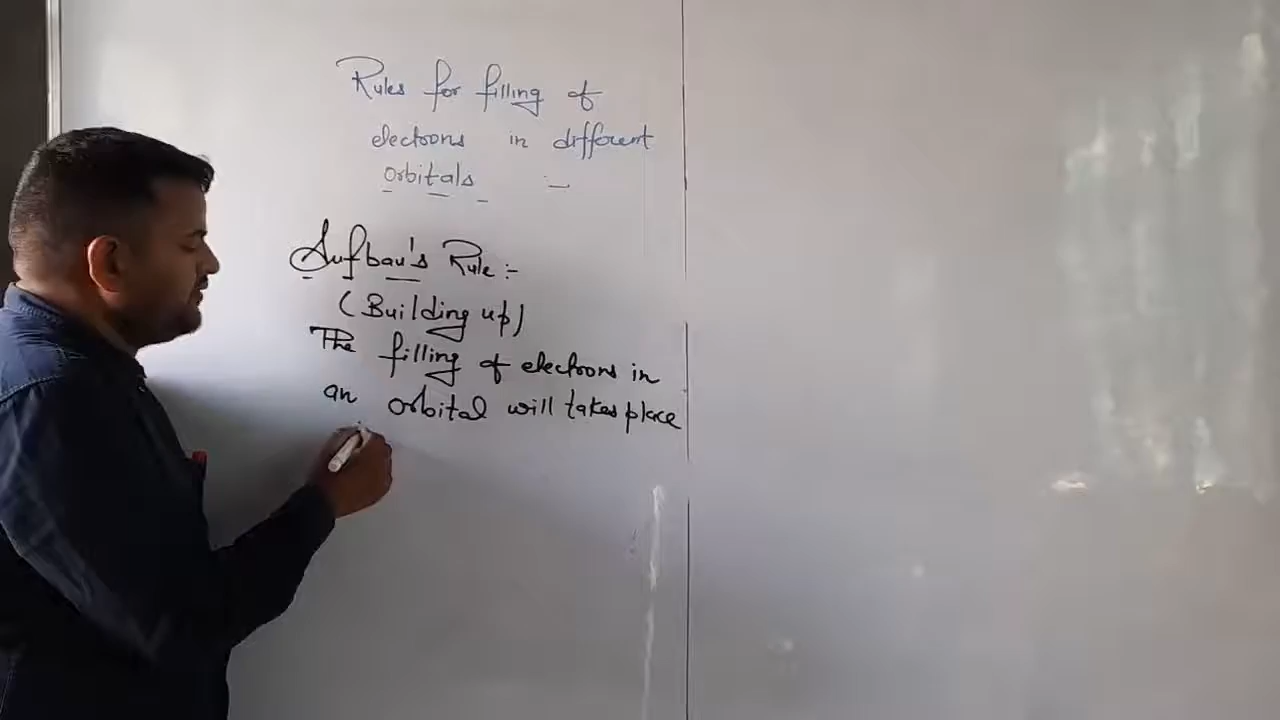 Rules for filling of
electrons in different
orbitals :-
Aufbau's Rule :-
(Building up)
The filling of electrons in
an orbital will takes place